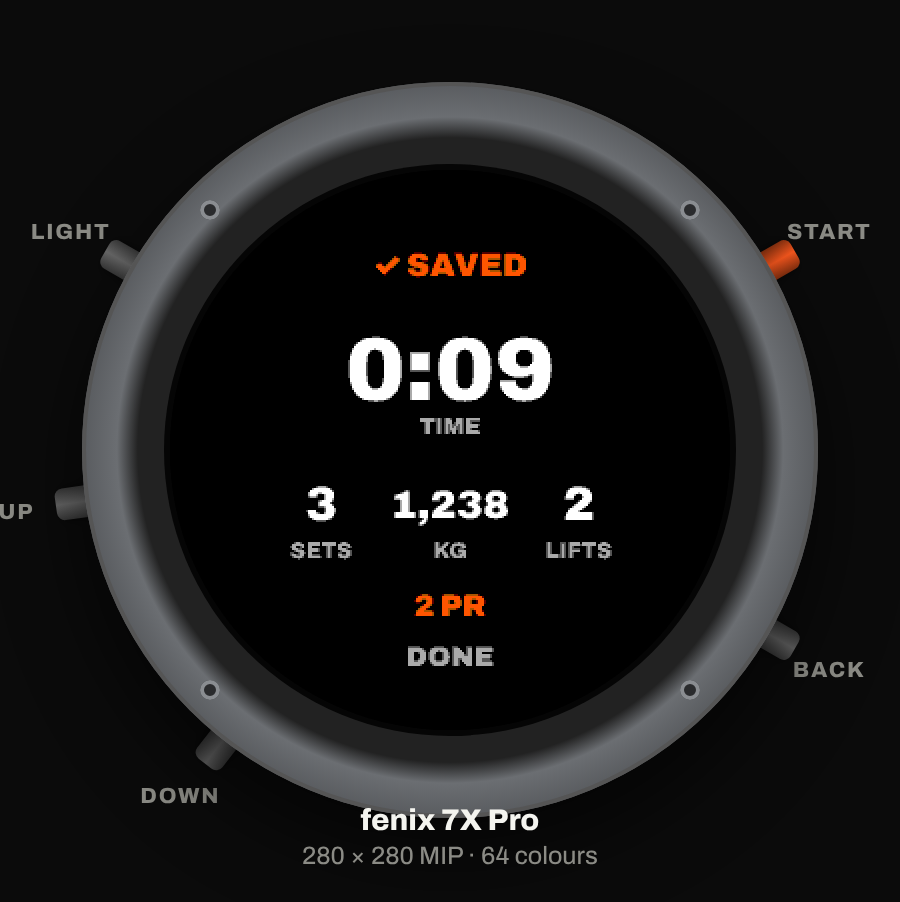 LIGHT
START
SAVED
0:09
TIME
3 1,238 2
SETS KG LIFTS
UP
2 PR
DONE
BACK
DOWN
fenix 7X Pro
280 × 280 MIP · 64 colours